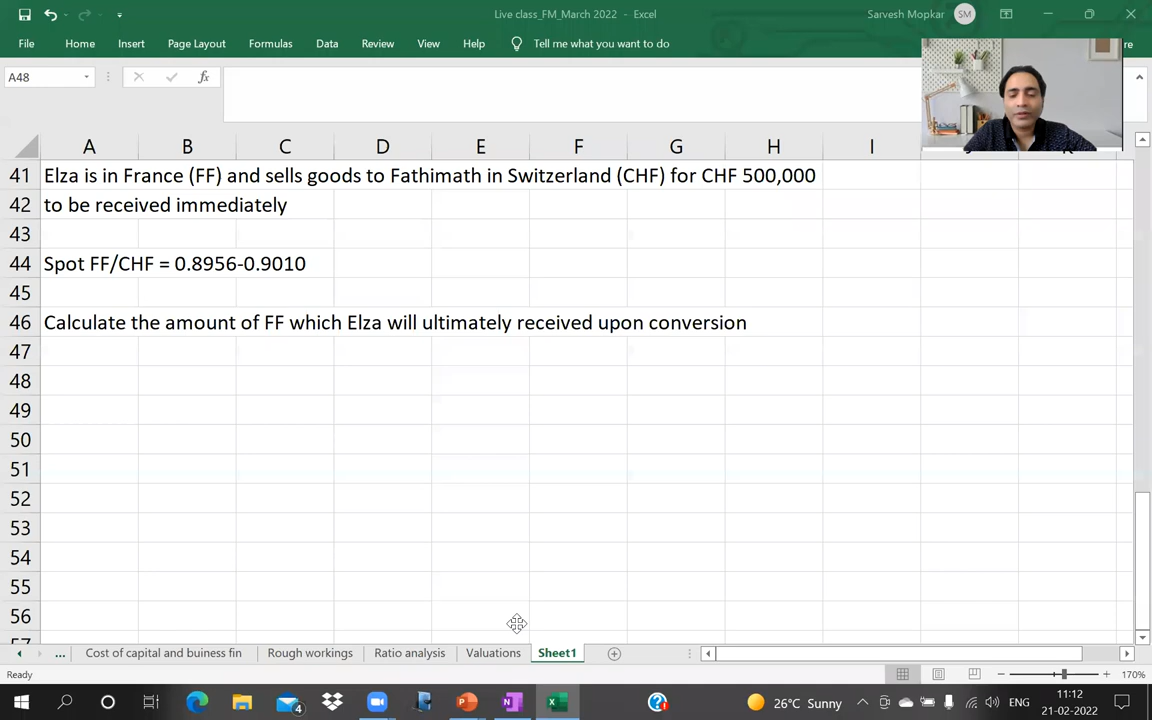 Live class_FM_March 2022 - Excel
Sarvesh Mopkar
SM
File Home Insert Page Layout Formulas Data Review View Help Tell me what you want to do
re
A48
fx
A B C D E F G H I
41 Elza is in France (FF) and sells goods to Fathimath in Switzerland (CHF) for CHF 500,000
42 to be received immediately
43
44 Spot FF/CHF = 0.8956-0.9010
45
46 Calculate the amount of FF which Elza will ultimately received upon conversion
47
48
49
50
51
52
53
54
55
56
57
... Cost of capital and buiness fin Rough workings Ratio analysis Valuations Sheet1
Ready
170%
4
26°C Sunny
ENG
11:12
21-02-2022